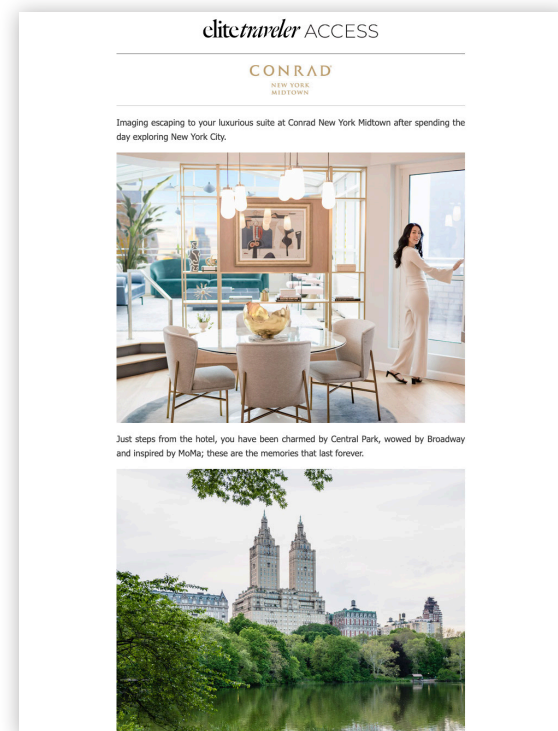 elitetraveler ACCESS
CONRAD
NEW YORK
MIDTOWN
Imaging escaping to your luxurious suite at Conrad New York Midtown after spending the
day exploring New York City.
Just steps from the hotel, you have been charmed by Central Park, wowed by Broadway
and inspired by MoMa; these are the memories that last forever.